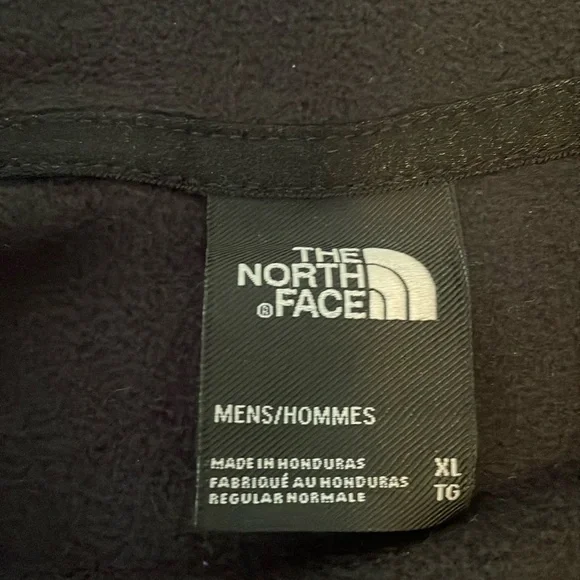 THE
NORTH
®FACE
MENS/HOMMES
MADE IN HONDURAS
FABRIQUÉ AU HONDURAS
REGULAR NORMALE
XL
TG